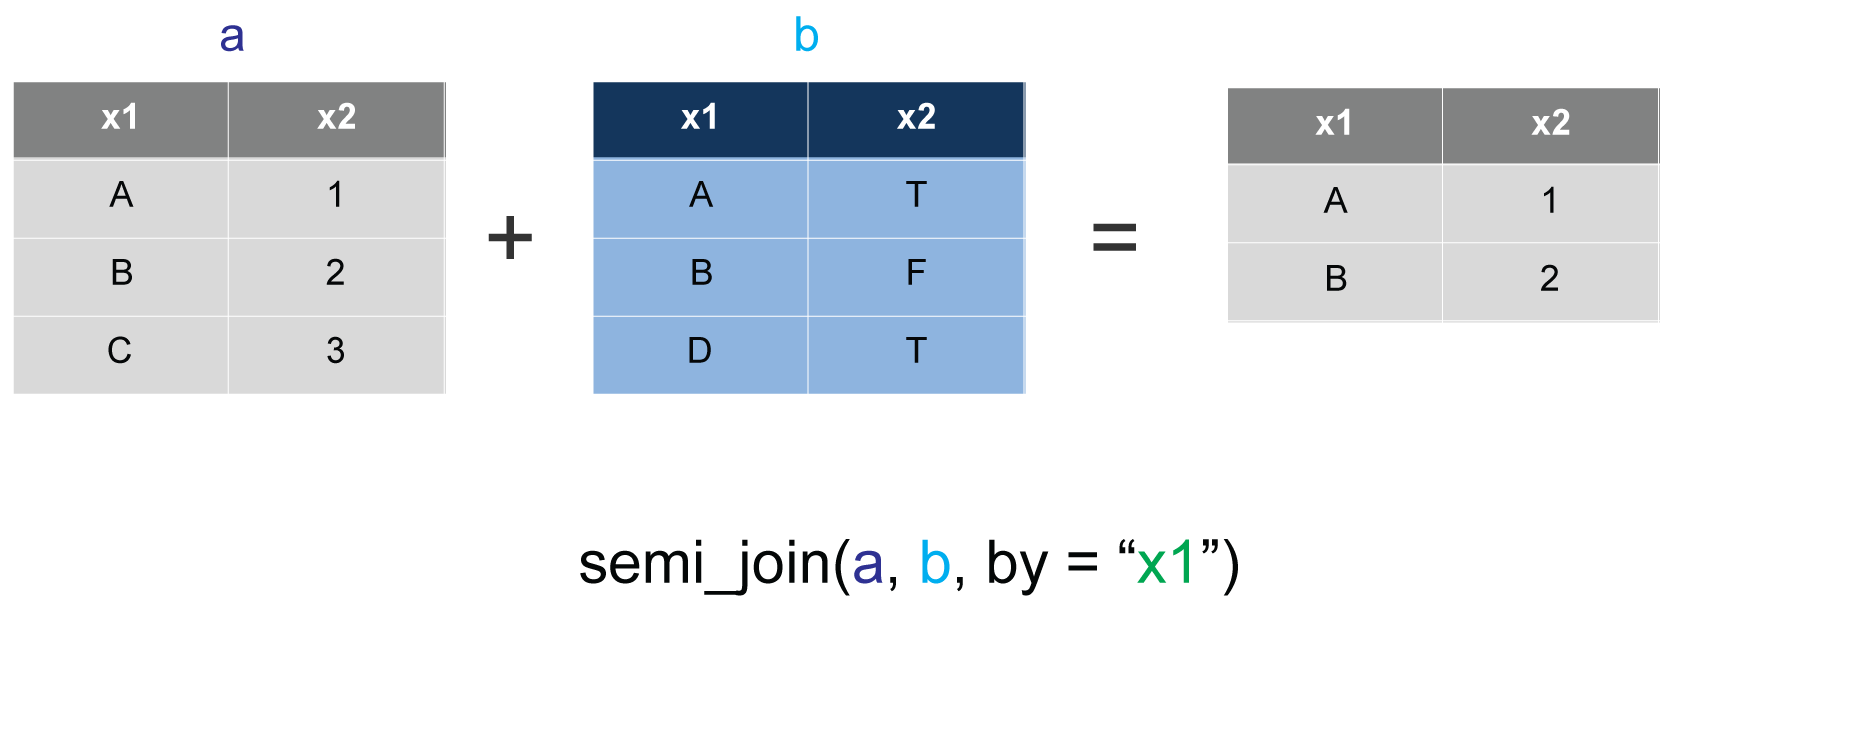 a b
x1 x2 x1 x2 x1 x2
A 1 A T A 1
+ =
B 2 B F B 2
C 3 D T
semi_join(a, b, by = “x1”)